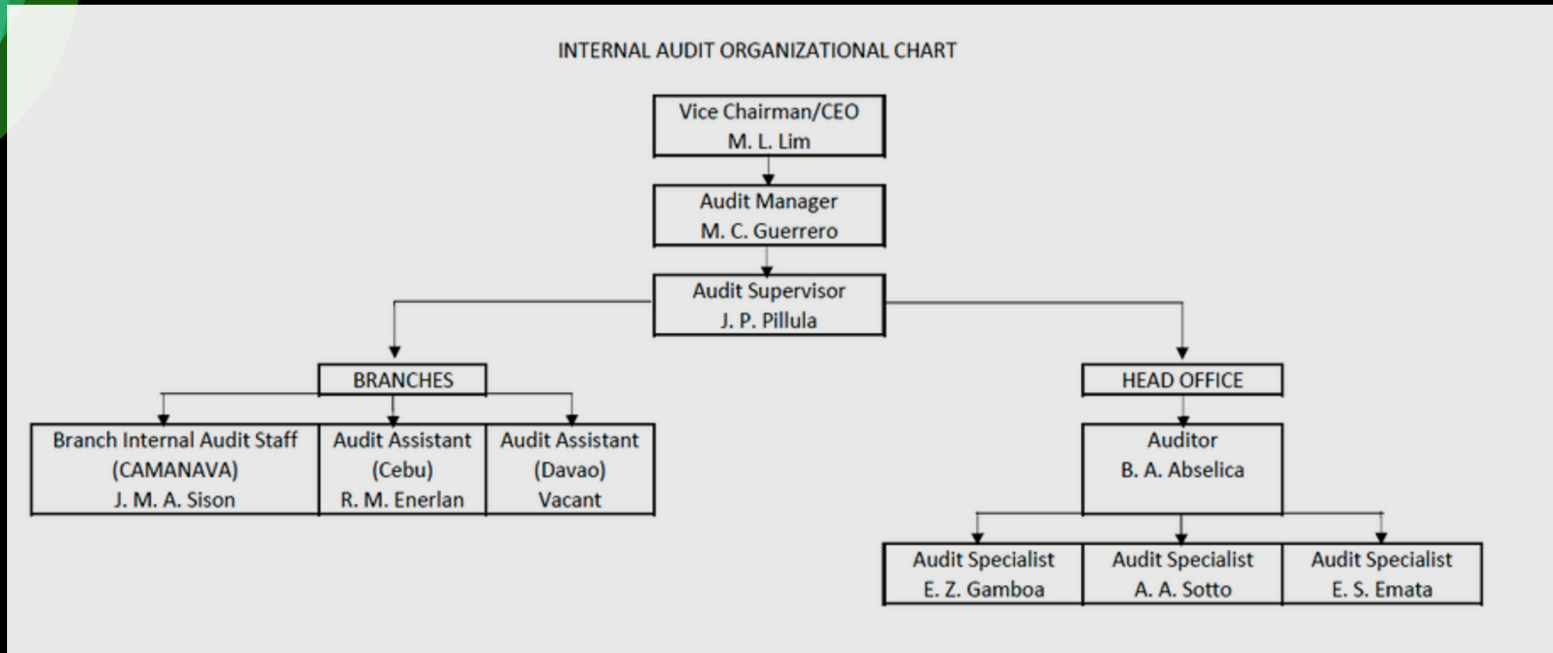 INTERNAL AUDIT ORGANIZATIONAL CHART
Vice Chairman/CEO
M. L. Lim
Audit Manager
M. C. Guerrero
Audit Supervisor
J. P. Pillula
BRANCHES
Branch Internal Audit Staff
(CAMANAVA)
J. M. A. Sison
Audit Assistant
(Cebu)
R. M. Enerlan
Audit Assistant
(Davao)
Vacant
HEAD OFFICE
Auditor
B. A. Abselica
Audit Specialist
E. Z. Gamboa
Audit Specialist
A. A. Sotto
Audit Specialist
E. S. Emata